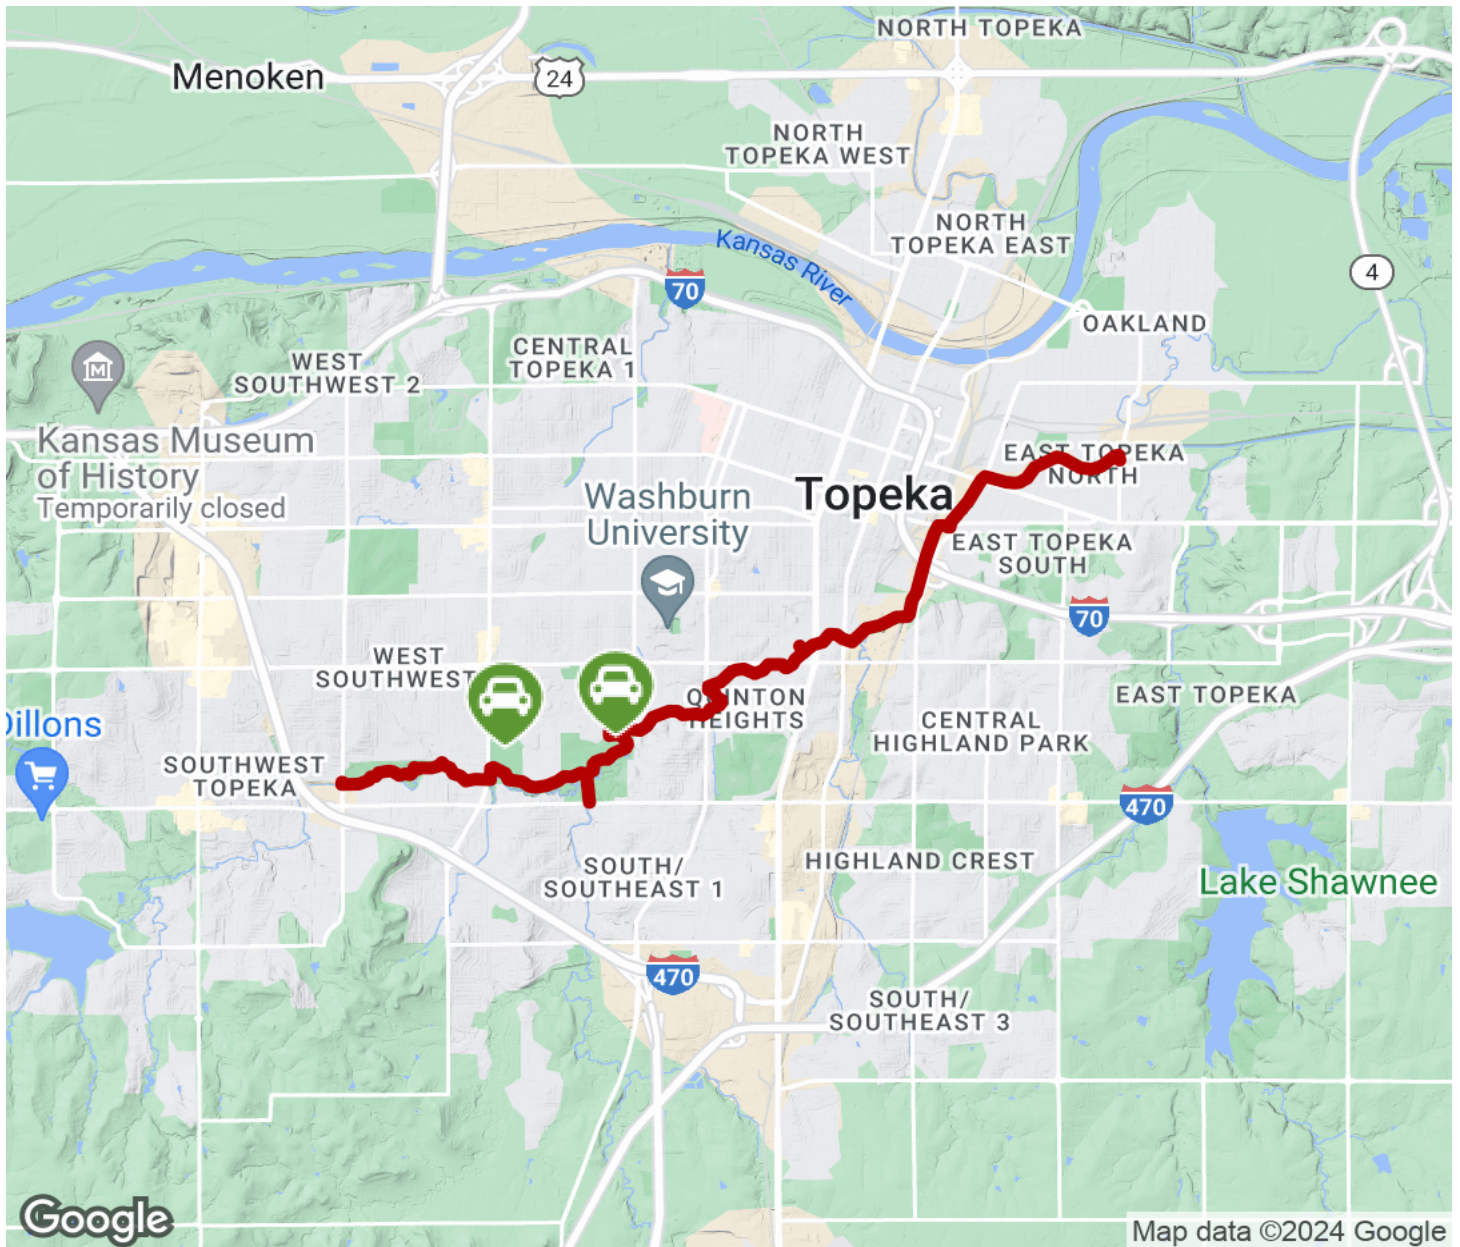 NORTH TOPEKA
Menoken
24
NORTH
TOPEKA WEST
NORTH
TOPEKA EAST
Kansas River
4
70
OAKLAND
CENTRAL
TOPEKA 1
WEST
SOUTHWEST 2
Kansas Museum
of History
Temporarily closed
EAST TOPEKA
NORTH
Washburn
University
Topeka
EAST TOPEKA
SOUTH
70
WEST
SOUTHWEST
QUINTON
HEIGHTS
EAST TOPEKA
Dillons
CENTRAL
HIGHLAND PARK
SOUTHWEST
TOPEKA
470
SOUTH/
SOUTHEAST 1
HIGHLAND CREST
Lake Shawnee
470
SOUTH/
SOUTHEAST 3
Google
Map data ©2024 Google